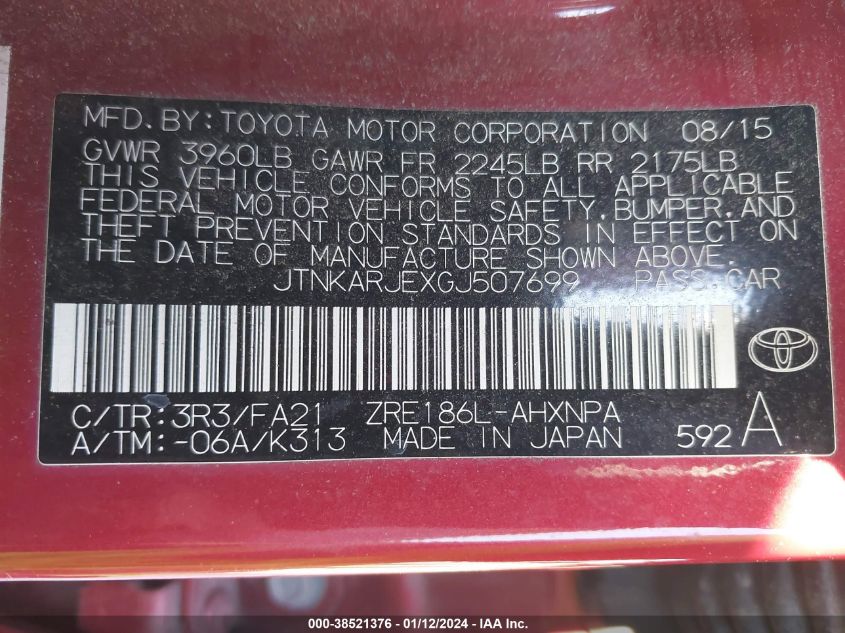 MFD.BY:TOYOTA MOTOR CORPORATION 08/15
GVWR 3960LB GAWR FR 2245LB RR 2175LB
THIS VEHICLE CONFORMS TO ALL APPLICABLE
FEDERAL MOTOR VEHICLE SAFETY,BUMPER,AND
THEFT PREVENTION STANDARDS IN EFFECT ON
THE DATE OF MANUFACTURE SHOWN ABOVE.
JTNKARJEXGJ507699 PASS.CAR
C/TR:3R3/FA21 ZRE186L-AHXNPA
A/TM:-06A/K313 MADE IN JAPAN 592 A
000-38521376 - 01/12/2024 - IAA Inc.